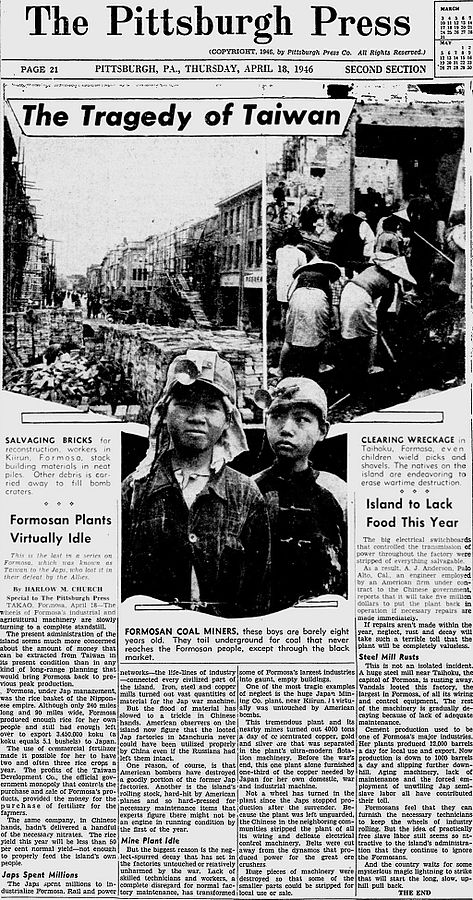 The Pittsburgh Press
(COPYRIGHT, 1946, by Pittsburgh Press Co. All Rights Reserved.)
MARCH
MAY
PAGE 21
PITTSBURGH, PA., THURSDAY, APRIL 18, 1946
SECOND SECTION
The Tragedy of Taiwan
SALVAGING BRICKS for
reconstruction, workers in
Kiirun, Formosa, stack
building materials in neat
piles. Other debris is car-
ried away to fill bomb
craters.
Formosan Plants
Virtually Idle
This is the last in a series on
Formosa, which was known as
Taiwan to the Japs, who lost it in
their defeat by the Allies.
By HARLOW M. CHURCH
Special to The Pittsburgh Press
TAKAO, Formosa, April 18—The
wheels of Formosa's industrial and
agricultural machinery are slowly
turning to a complete standstill.
The present administration of the
island seems much more concerned
about the amount of money that
can be extracted from Taiwan in
its present condition than in any
kind of long-range planning that
would bring Formosa back to pre-
vious peak production.
Formosa, under Jap management,
was the rice basket of the Nippon-
ese empire. Although only 240 miles
long and 90 miles wide, Formosa
produced enough rice for her own
people and still had enough left
over to export 3,450,000 koku (a
koku equals 5.1 bushels) to Japan.
The use of commercial fertilizer
made it possible for her to have
two and often three rice crops a
year. The profits of the Taiwan
Development Co., the official gov-
ernment monopoly that controls the
purchase and sale of Formosa's pro-
ducts, provided the money for the
purchase of fertilizer for the
farmers.
The same company, in Chinese
hands, hadn't delivered a handful
of the necessary nitrates. The rice
yield this year will be less than 50
per cent normal yield—not enough
to properly feed the island's own
people.
Japs Spent Millions
The Japs spent millions to in-
dustrialize Formosa. Rail and power
FORMOSAN COAL MINERS, these boys are barely eight
years old. They toil underground for coal that never
reaches the Formosan people, except through the black
market.
networks—the life-lines of industry
—connected every civilized part of
the island. Iron, steel and copper
mills turned out vast quantities of
material for the Jap war machine.
But the flood of material has
slowed to a trickle in Chinese
hands. American observers on the
island now figure that the looted
Jap factories in Manchuria never
could have been utilized properly
by China even if the Russians had
left them intact.
One reason, of course, is that
American bombers have destroyed
a goodly portion of the former Jap
factories. Another is the island's
rolling stock, hard-hit by American
planes and so hard-pressed for
necessary maintenance items that
experts figure there might not be
an engine in running condition by
the first of the year.
Mine Plant Idle
But the biggest reason is the neg-
lect-spurred decay that has set in
the factories untouched or relatively
unharmed by the war. Lack of
skilled technicians and workers, a
complete disregard for normal fac-
tory maintenance, has transformed
some of Formosa's largest industries
into gaunt, empty buildings.
One of the most tragic examples
of neglect is the huge Japan Min-
ing Co. plant, near Kiirun. It virtu-
ally was untouched by American
bombs.
This tremendous plant and its
nearby mines turned out 4000 tons
a day of concentrated copper, gold
and silver ore that was separated
in the plant's ultra-modern flota-
tion machinery. Before the war's
end, this one plant alone furnished
one-third of the copper needed by
Japan for her own domestic, war
and industrial machine.
Not a wheel has turned in the
plant since the Japs stopped pro-
duction after the surrender. Be-
cause the plant was left unguarded,
the Chinese in the neighboring com-
munities stripped the plant of all
its wiring and delicate electrical
control machinery. Belts were cut
away from the dynamos that pro-
duced power for the great ore
crushers.
Huge pieces of machinery were
destroyed so that some of the
smaller parts could be stripped for
local use or sale.
CLEARING WRECKAGE in
Taihoku, Formosa, even
children wield picks and
shovels. The natives on the
island are endeavoring to
erase wartime destruction.
Island to Lack
Food This Year
The big electrical switchboards
that controlled the transmission of
power throughout the factory were
stripped of everything salvageable.
As a result, A. J. Anderson, Palo
Alto, Cal., an engineer employed
by an American firm under con-
tract to the Chinese government,
reports that it will take five million
dollars to put the plant back in
operation if necessary repairs are
made immediately.
If repairs aren't made within the
year, neglect, rust and decay will
take such a terrible toll that the
plant will be completely valueless.
Steel Mill Rusts
This is not an isolated incident.
A huge steel mill near Taihoku, the
capital of Formosa, is rusting away.
Vandals looted this factory, the
largest in Formosa, of all its wiring
and control equipment. The rest
of the machinery is gradually de-
caying because of lack of adequate
maintenance.
Cement production used to be
one of Formosa's major industries.
Her plants produced 12,000 barrels
a day for local use and export. Now
production is down to 1000 barrels
a day and slipping further down-
hill. Aging machinery, lack of
maintenance and the forced em-
ployment of unwilling Jap semi-
slave labor all have contributed
their toll.
Formosans feel that they can
furnish the necessary technicians
to keep the wheels of industry
rolling. But the idea of practically
free slave labor still seems so at-
tractive to the island's administra-
tion that they continue to ignore
the Formosans.
And the country waits for some
mysterious magic lightning to strike
that will start the long, slow, up-
hill pull back.
THE END